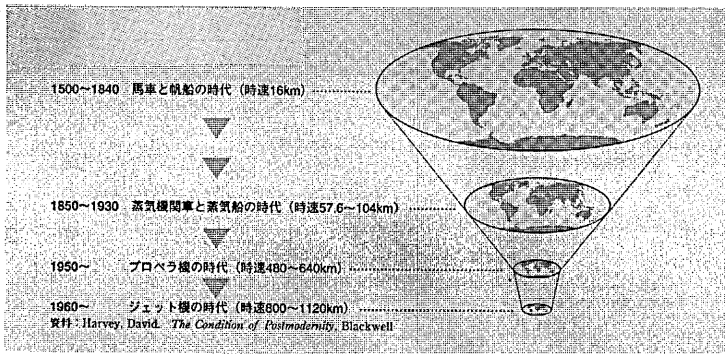 1500～1840 馬車と帆船の時代（時速16km）
1850～1930 蒸気機関車と蒸気船の時代（時速57.6～104km）
1950～ プロペラ機の時代（時速480～640km）
1960～ ジェット機の時代（時速800～1120km）
資料：Harvey, David. The Condition of Postmodernity, Blackwell